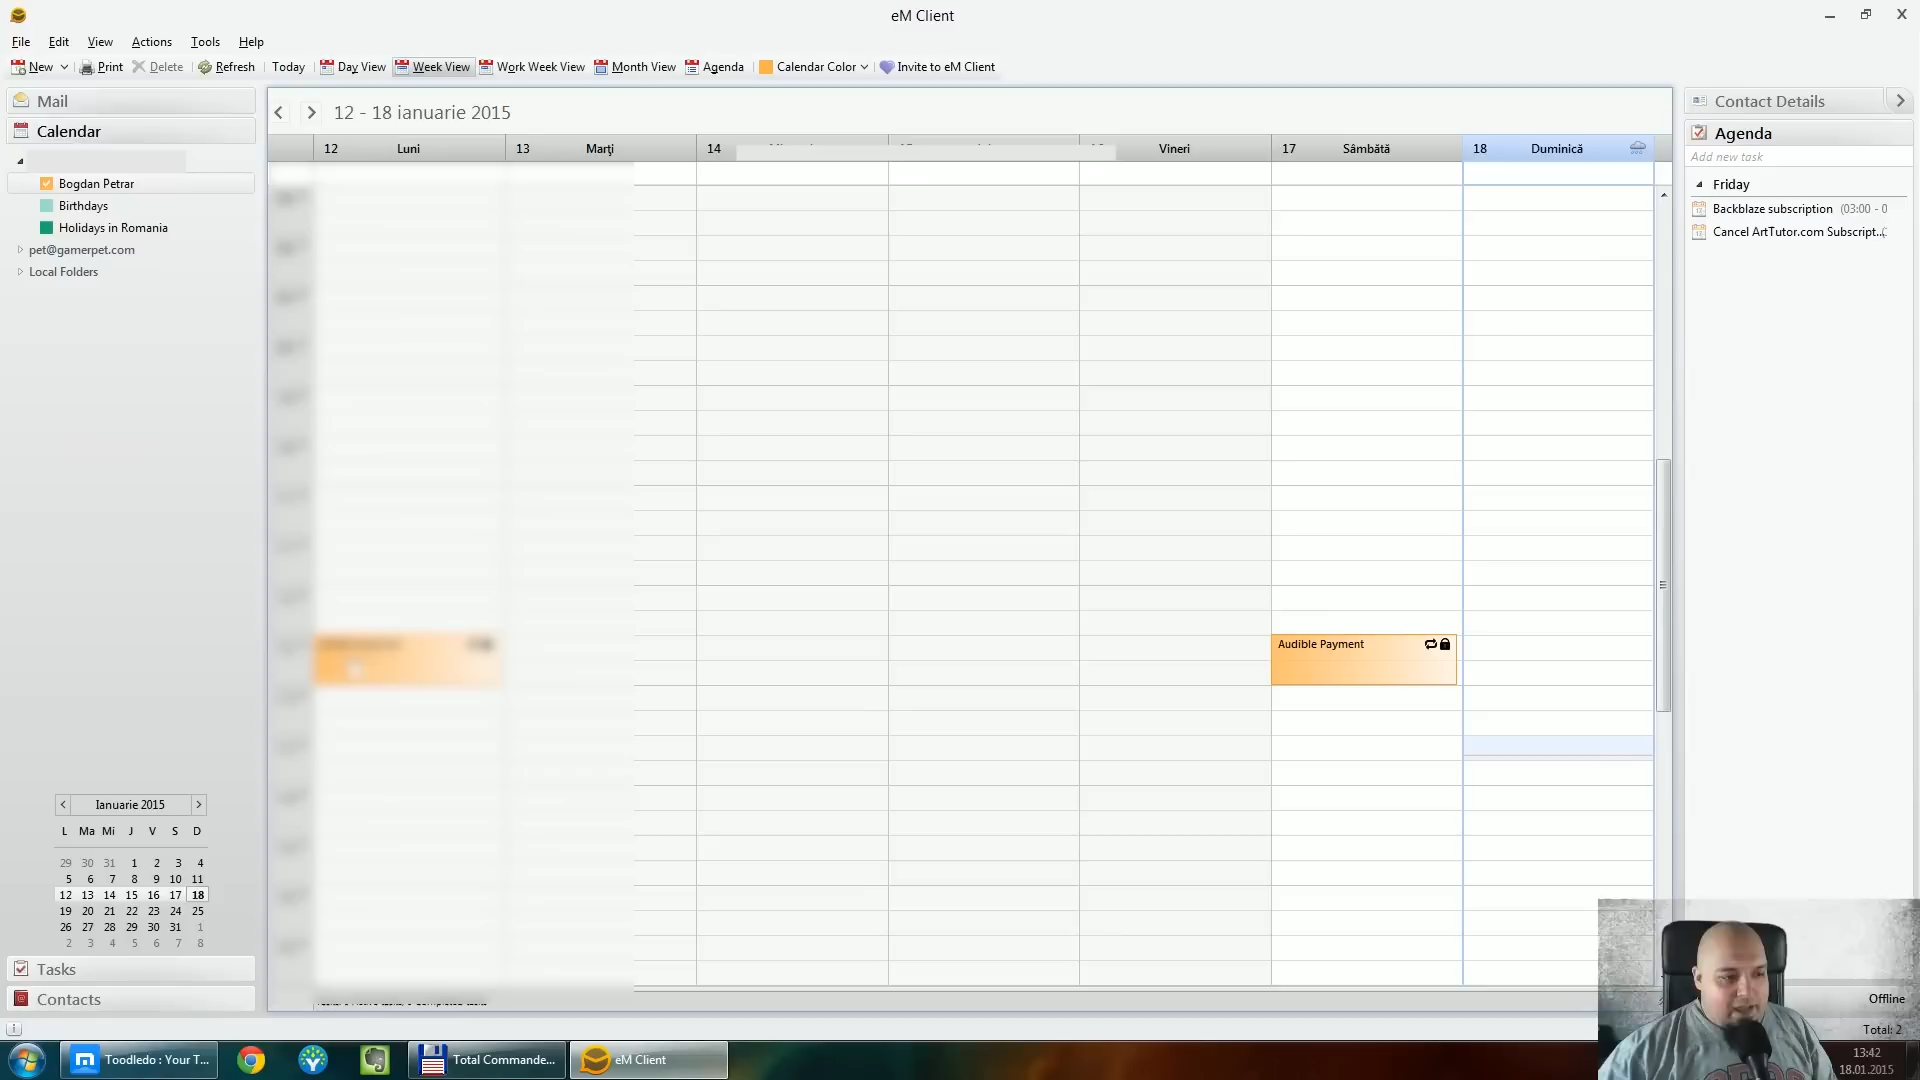 eM Client
File Edit View Actions Tools Help
New Print Delete Refresh Today Day View Week View Work Week View Month View Agenda Calendar Color Invite to eM Client
Mail
Calendar
Bogdan Petrar
Birthdays
Holidays in Romania
pet@gamerpet.com
Local Folders
12 - 18 ianuarie 2015
12 Luni 13 Marți 14 Vineri 17 Sâmbătă 18 Duminică
Audible Payment
Contact Details
Agenda
Add new task
Friday
Backblaze subscription (03:00 - 0
Cancel ArtTutor.com Subscript...(
Ianuarie 2015
L Ma Mi J V S D
29 30 31 1 2 3 4
5 6 7 8 9 10 11
12 13 14 15 16 17 18
19 20 21 22 23 24 25
26 27 28 29 30 31 1
2 3 4 5 6 7 8
Tasks
Contacts
Offline
Total: 2
Toodledo : Your T...
Total Commande...
eM Client
13:42
18.01.2015